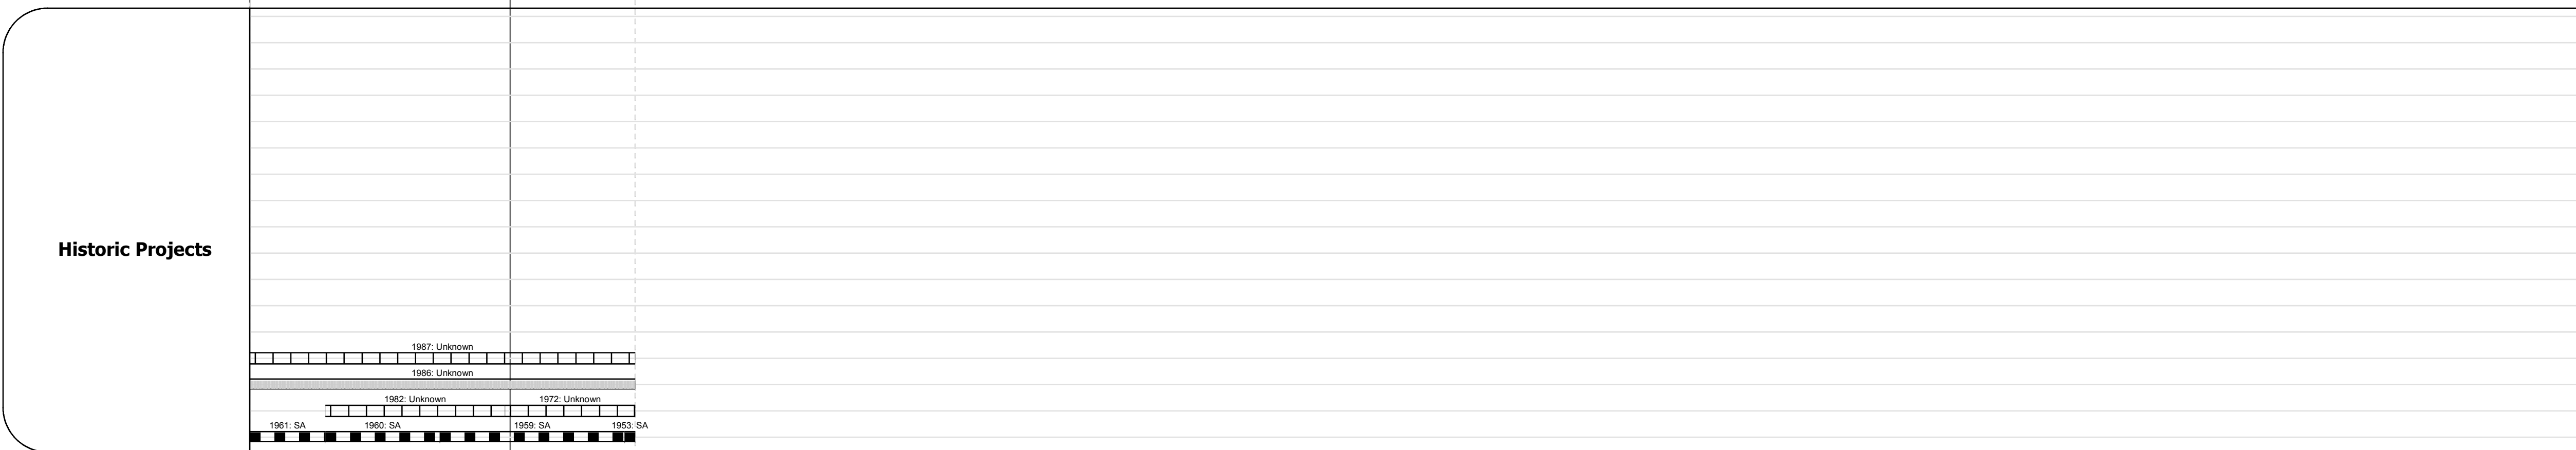 Historic Projects
1987: Unknown
1986: Unknown
1982: Unknown
1972: Unknown
1961: SA
1960: SA
1959: SA
1953: SA